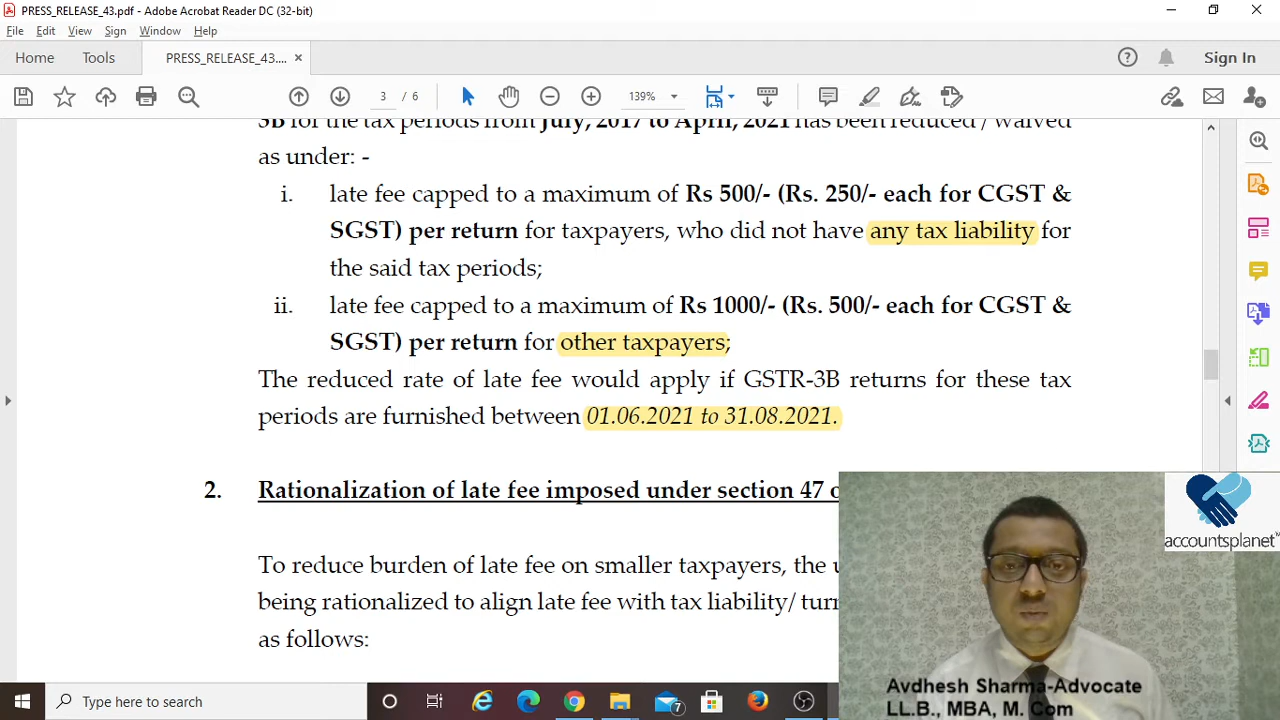 PRESS_RELEASE_43.pdf - Adobe Acrobat Reader DC (32-bit)
File Edit View Sign Window Help
Home Tools PRESS_RELEASE_43.... × Sign In
3 / 6 139%
3B for the tax periods from July, 2017 to April, 2021 has been reduced / waived
as under: -
i. late fee capped to a maximum of Rs 500/- (Rs. 250/- each for CGST &
SGST) per return for taxpayers, who did not have any tax liability for
the said tax periods;
ii. late fee capped to a maximum of Rs 1000/- (Rs. 500/- each for CGST &
SGST) per return for other taxpayers;
The reduced rate of late fee would apply if GSTR-3B returns for these tax
periods are furnished between 01.06.2021 to 31.08.2021.
2. Rationalization of late fee imposed under section 47 o
To reduce burden of late fee on smaller taxpayers, the u
being rationalized to align late fee with tax liability/ turn
as follows:
accountsplanet
Avdhesh Sharma-Advocate
LL.B., MBA, M. Com
Type here to search
7